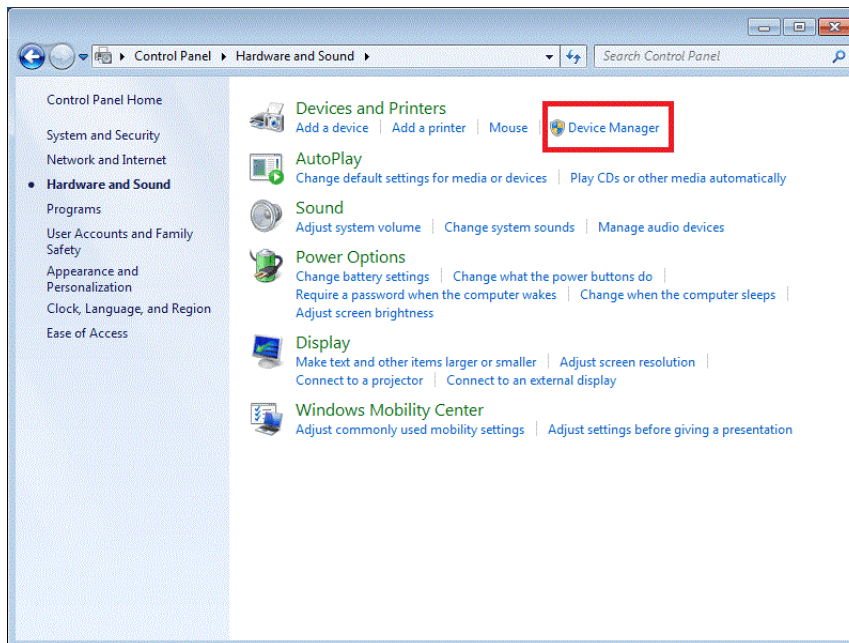 Control Panel Hardware and Sound Search Control Panel
Control Panel Home
System and Security
Network and Internet
Hardware and Sound
Programs
User Accounts and Family
Safety
Appearance and
Personalization
Clock, Language, and Region
Ease of Access
Devices and Printers
Add a device Add a printer Mouse Device Manager
AutoPlay
Change default settings for media or devices Play CDs or other media automatically
Sound
Adjust system volume Change system sounds Manage audio devices
Power Options
Change battery settings Change what the power buttons do
Require a password when the computer wakes Change when the computer sleeps
Adjust screen brightness
Display
Make text and other items larger or smaller Adjust screen resolution
Connect to a projector Connect to an external display
Windows Mobility Center
Adjust commonly used mobility settings Adjust settings before giving a presentation